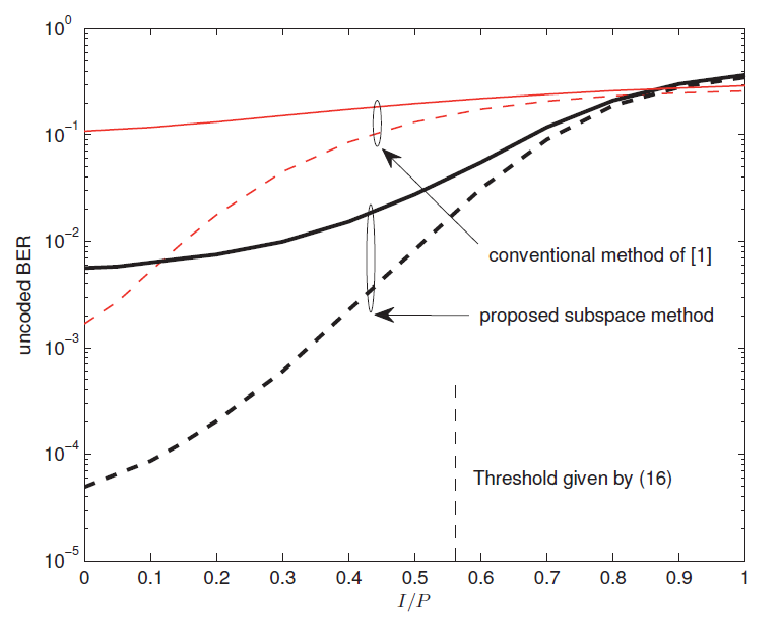 10^0
10^-1
10^-2
10^-3
10^-4
10^-5
uncoded BER
conventional method of [1]
proposed subspace method
Threshold given by (16)
0 0.1 0.2 0.3 0.4 0.5 0.6 0.7 0.8 0.9 1
I/P